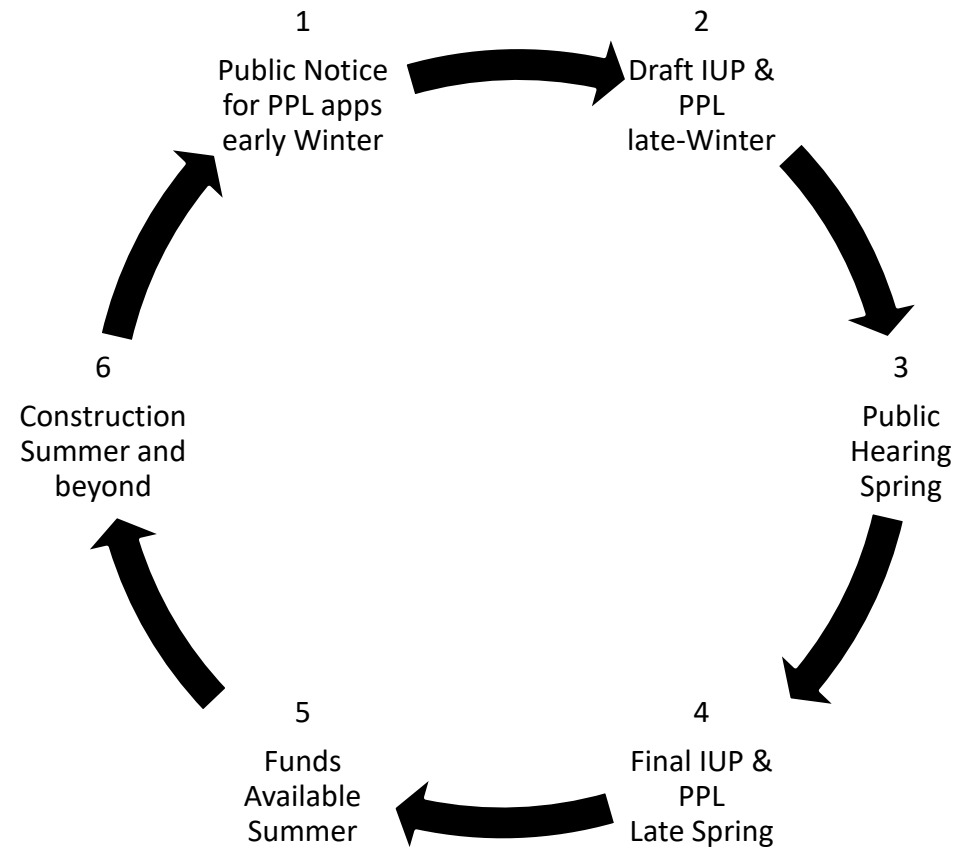 1
Public Notice
for PPL apps
early Winter
2
Draft IUP &
PPL
late-Winter
3
Public
Hearing
Spring
4
Final IUP &
PPL
Late Spring
5
Funds
Available
Summer
6
Construction
Summer and
beyond